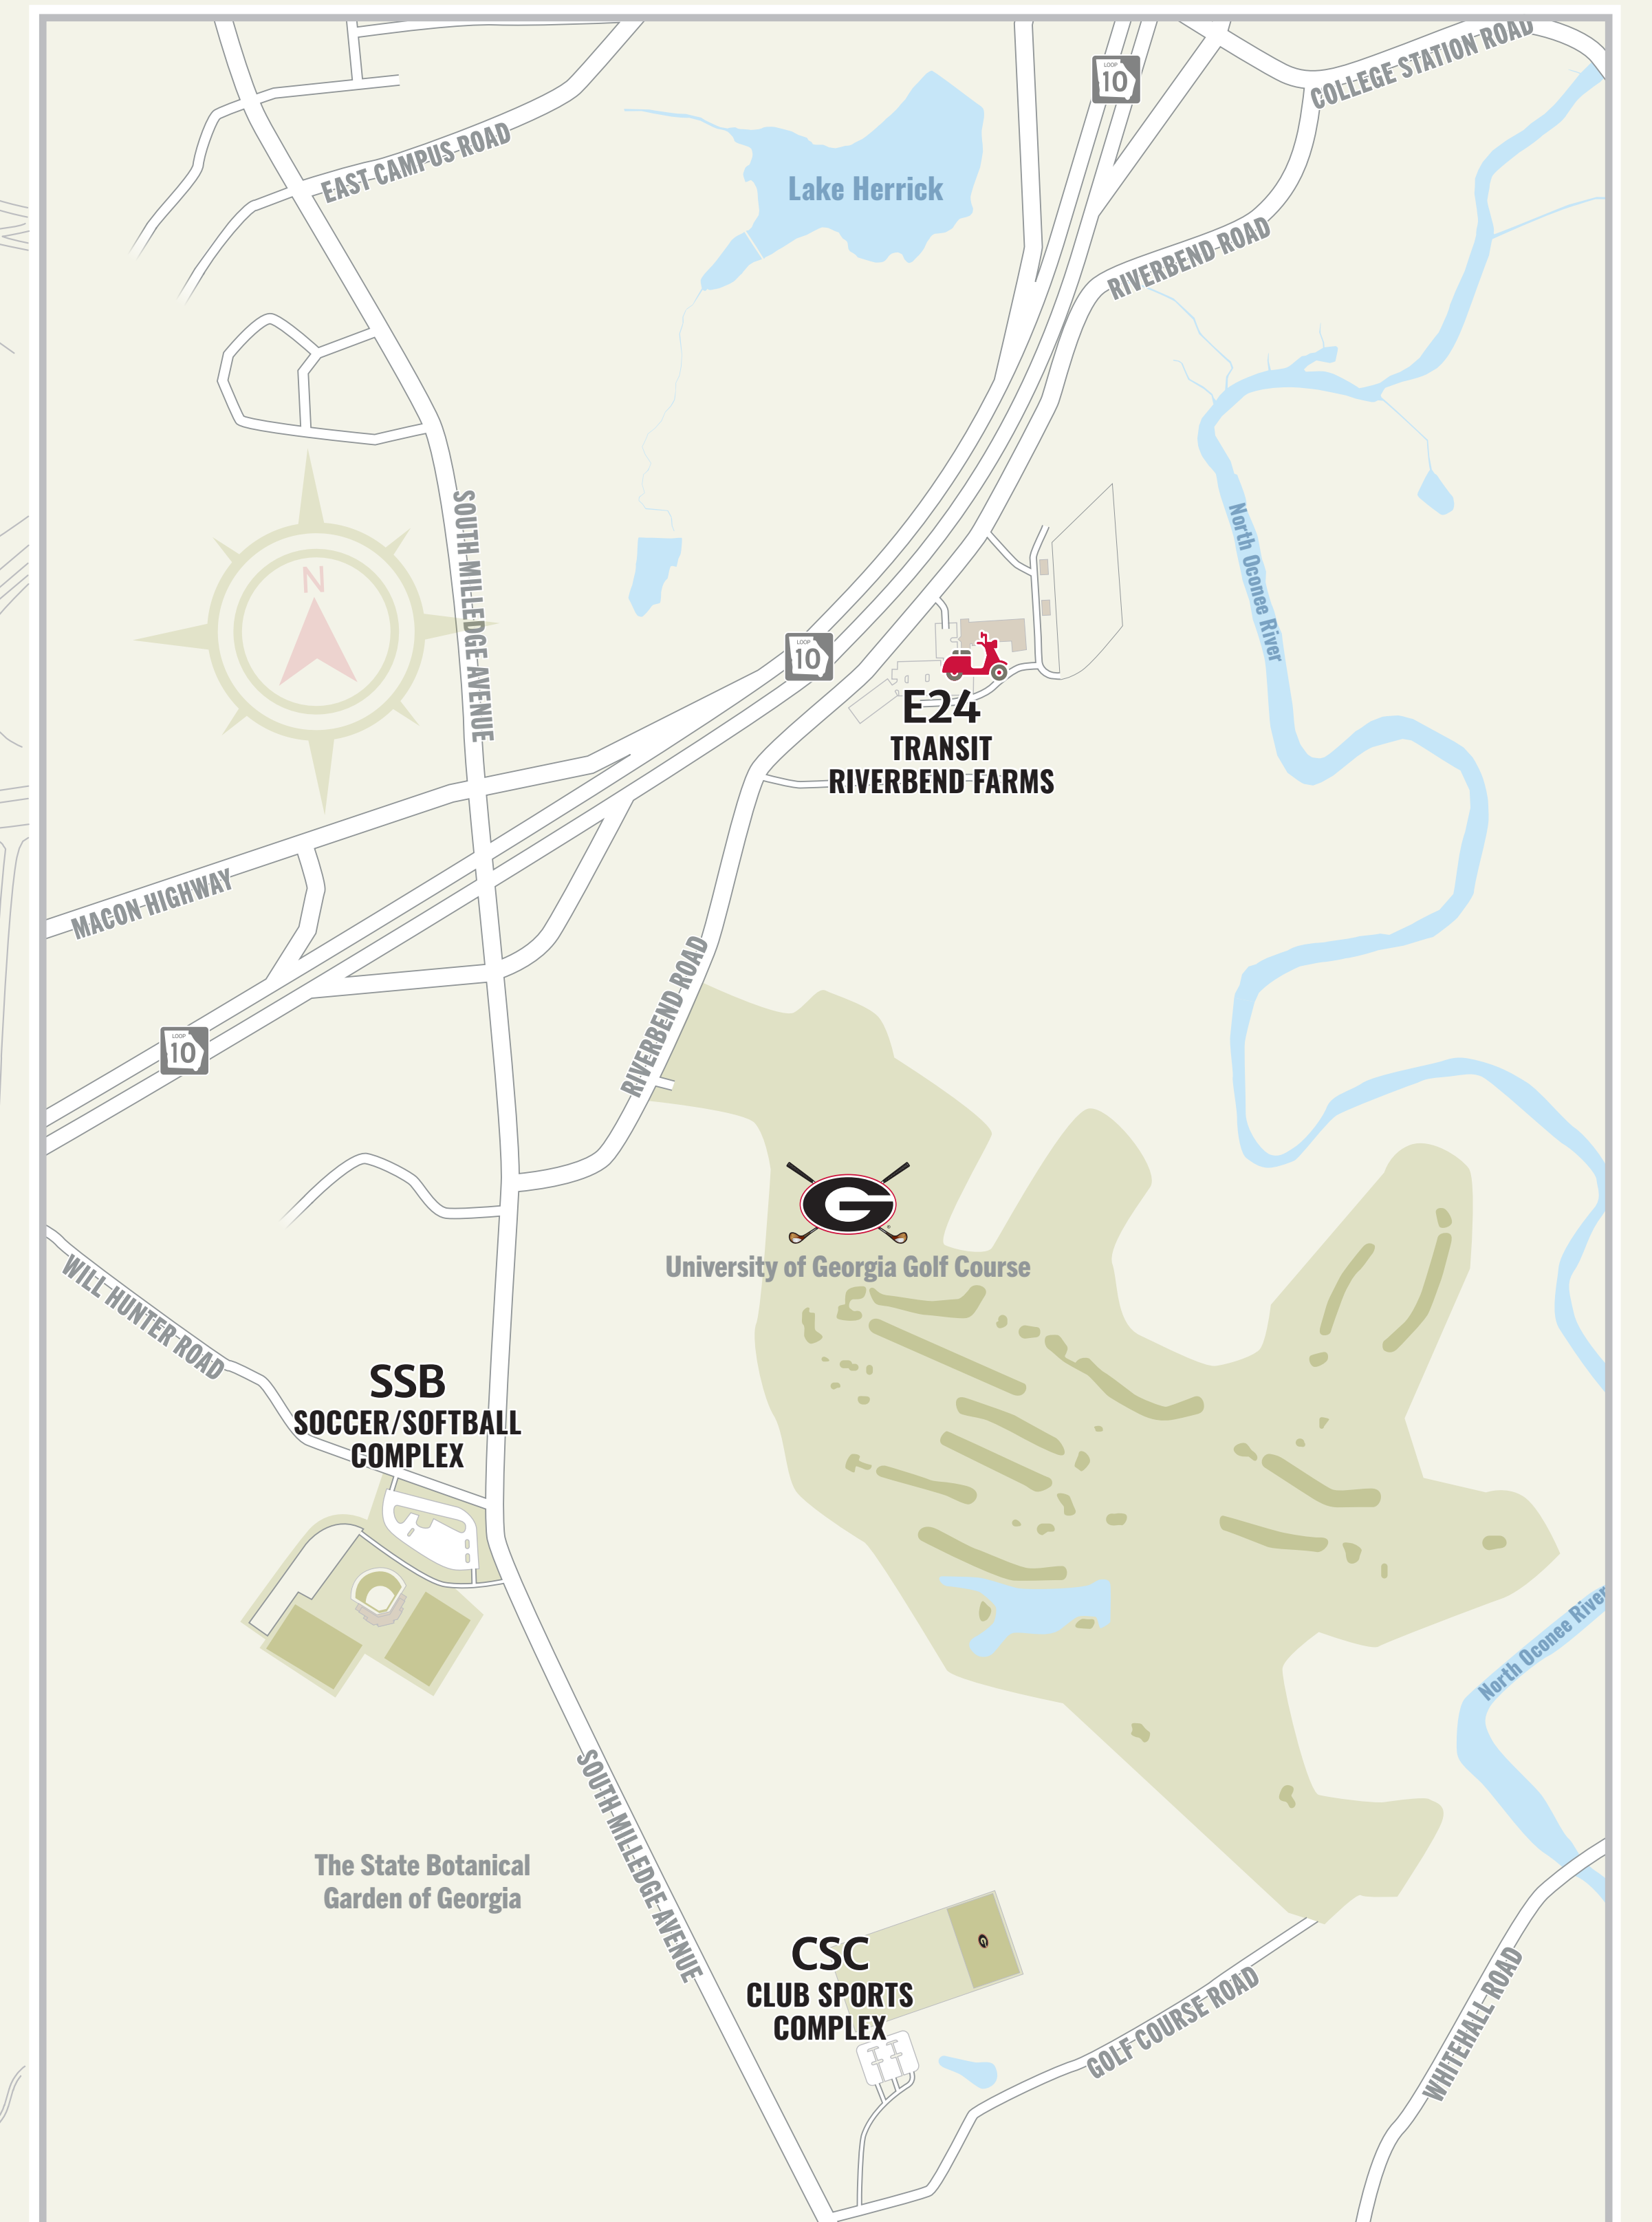 COLLEGE STATION ROAD
LOOP
10
EAST CAMPUS ROAD
Lake Herrick
RIVERBEND ROAD
SOUTH MILLEDGE AVENUE
North Oconee River
N
LOOP
10
E24
TRANSIT
RIVERBEND FARMS
MACON HIGHWAY
RIVERBEND ROAD
LOOP
10
G
University of Georgia Golf Course
WILL HUNTER ROAD
SSB
SOCCER/SOFTBALL
COMPLEX
North Oconee River
SOUTH MILLEDGE AVENUE
The State Botanical
Garden of Georgia
CSC
CLUB SPORTS
COMPLEX
G
GOLF COURSE ROAD
WHITEHALL ROAD